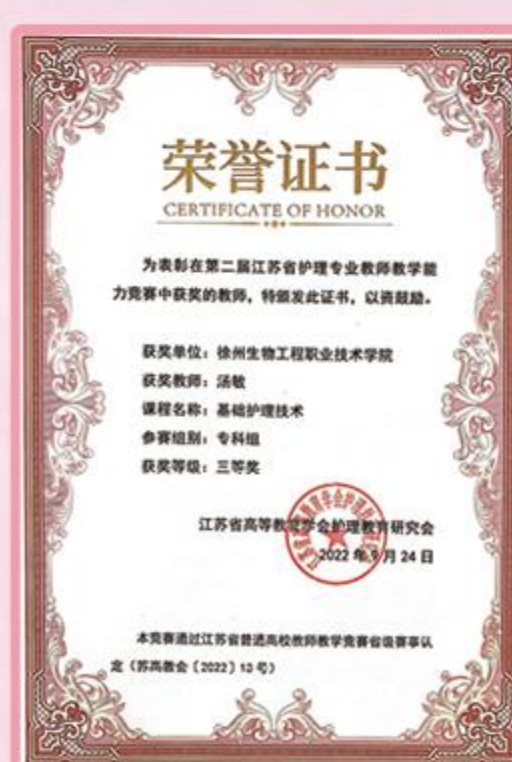 荣誉证书
CERTIFICATE OF HONOR
为表彰在第二届江苏省护理专业教师教学能
力竞赛中获奖的教师，特颁发此证书，以资鼓励。
获奖单位：徐州生物工程职业技术学院
获奖教师：汤敏
课程名称：基础护理技术
参赛组别：专科组
获奖等级：三等奖
江苏省高等教育学会护理教育研究会
2022 年 9 月 24 日
本竞赛通过江苏省普通高校教师教学竞赛省级赛事认
定（苏高教会〔2022〕13 号）